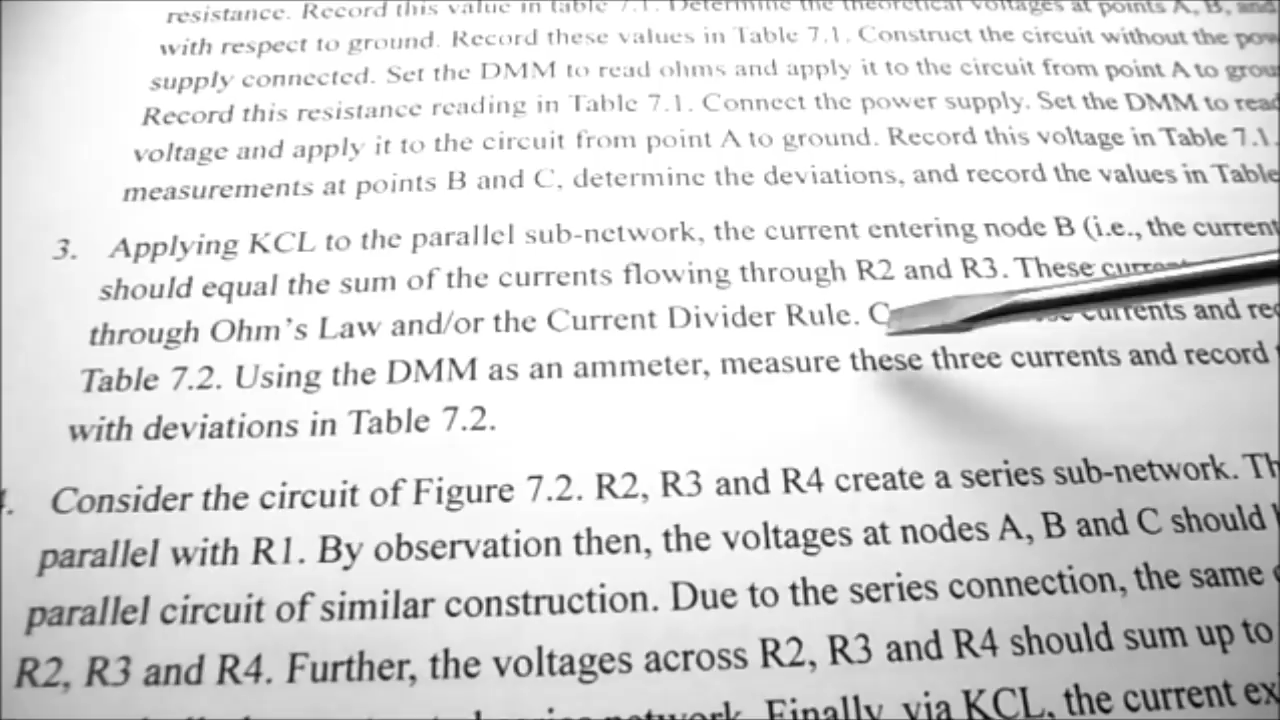 resistance. Record this value in table 7.1. Determine the theoretical voltages at points A, B, and
with respect to ground. Record these values in Table 7.1. Construct the circuit without the
supply connected. Set the DMM to read ohms and apply it to the circuit from point A to
Record this resistance reading in Table 7.1. Connect the power supply. Set the DMM to
voltage and apply it to the circuit from point A to ground. Record this voltage in Table 7.1.
measurements at points B and C, determine the deviations, and record the values in Table
3. Applying KCL to the parallel sub-network, the current entering node B (i.e., the current
should equal the sum of the currents flowing through R2 and R3. These
through Ohm's Law and/or the Current Divider Rule. currents and
Table 7.2. Using the DMM as an ammeter, measure these three currents and record
with deviations in Table 7.2.
Consider the circuit of Figure 7.2. R2, R3 and R4 create a series sub-network.
parallel with R1. By observation then, the voltages at nodes A, B and C should
parallel circuit of similar construction. Due to the series connection, the same
R2, R3 and R4. Further, the voltages across R2, R3 and R4 should sum up to
network. Finally, via KCL, the current